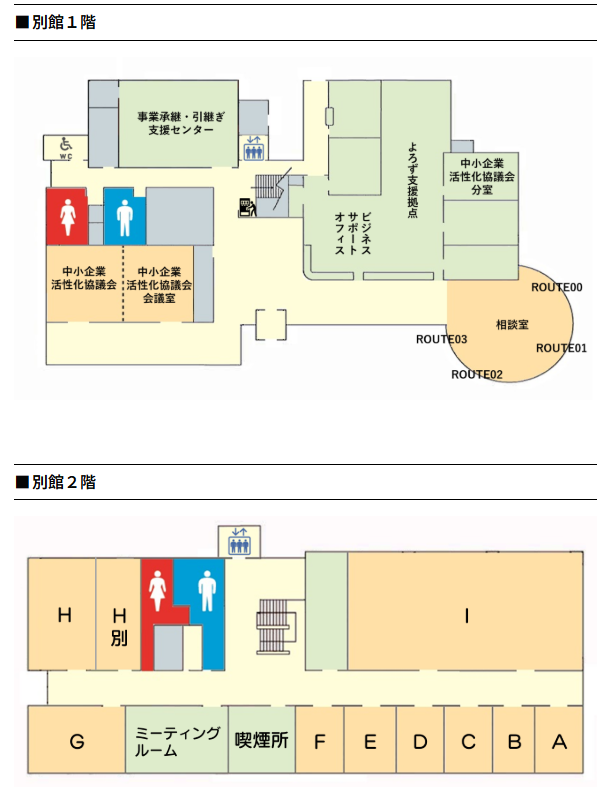 ■別館１階
事業承継・引継ぎ
支援センター
WC
よろず支援拠点
中小企業
活性化協議会
分室
ビジネス
サポート
オフィス
中小企業
活性化協議会
中小企業
活性化協議会
会議室
ROUTE00
相談室
ROUTE03
ROUTE01
ROUTE02
■別館２階
H
H
別
I
G
ミーティング
ルーム
喫煙所
F
E
D
C
B
A